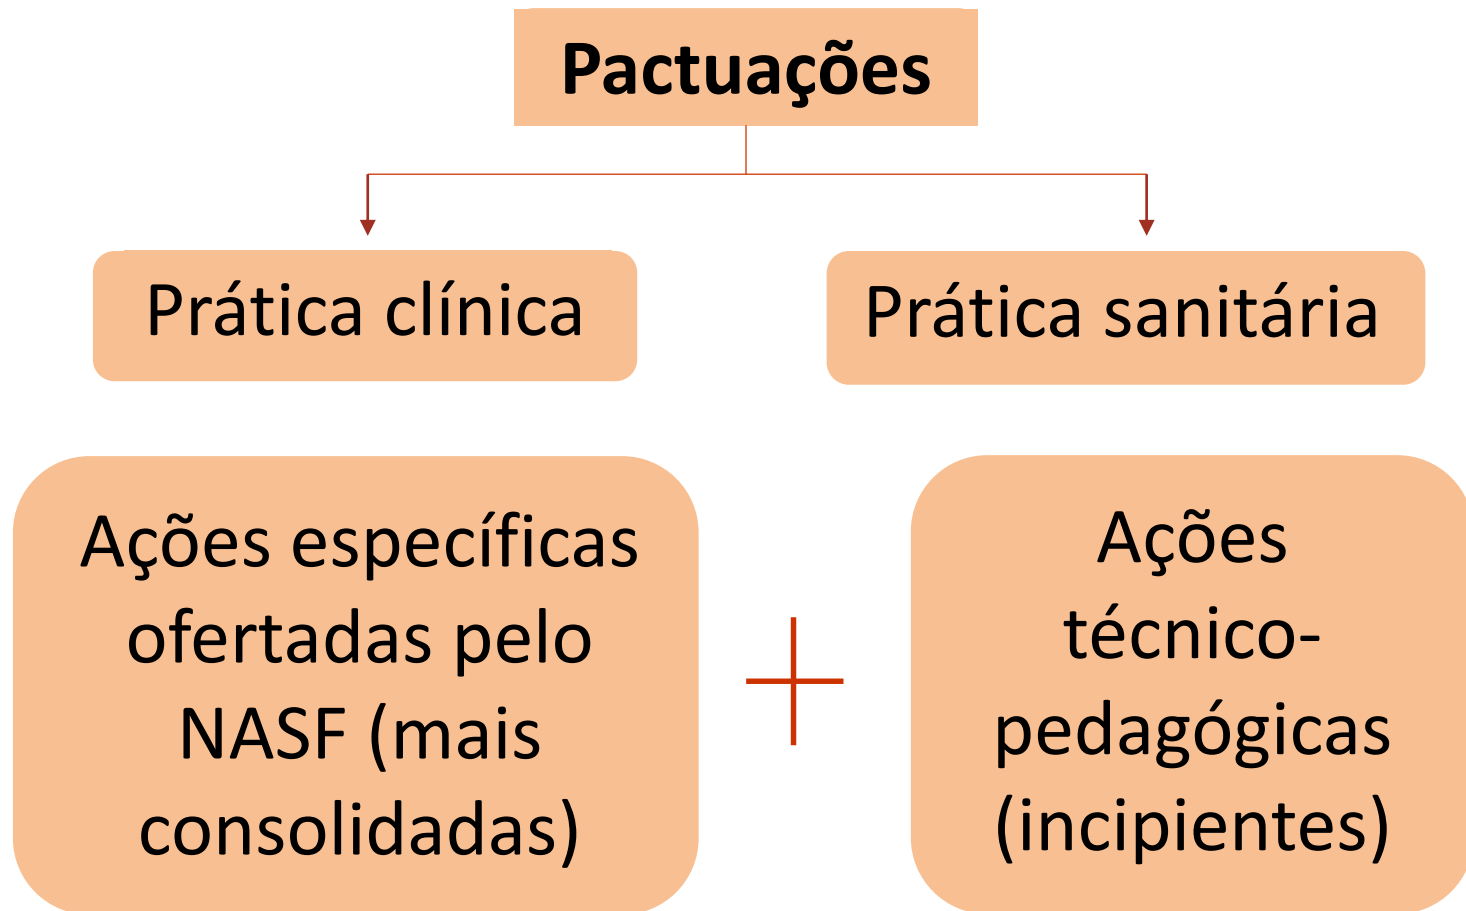 Pactuações
Prática clínica
Prática sanitária
Ações específicas
ofertadas pelo
NASF (mais
consolidadas)
Ações
técnico-
pedagógicas
(incipientes)